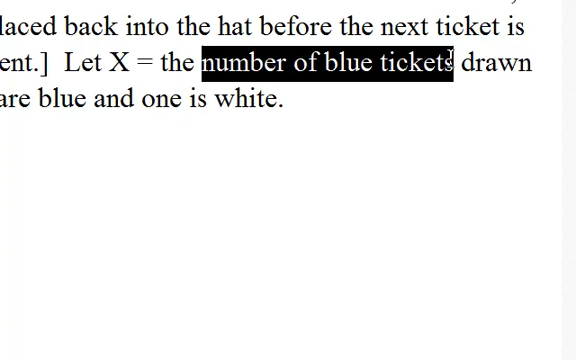 laced back into the hat before the next ticket is
ent.] Let X = the number of blue tickets drawn
are blue and one is white.